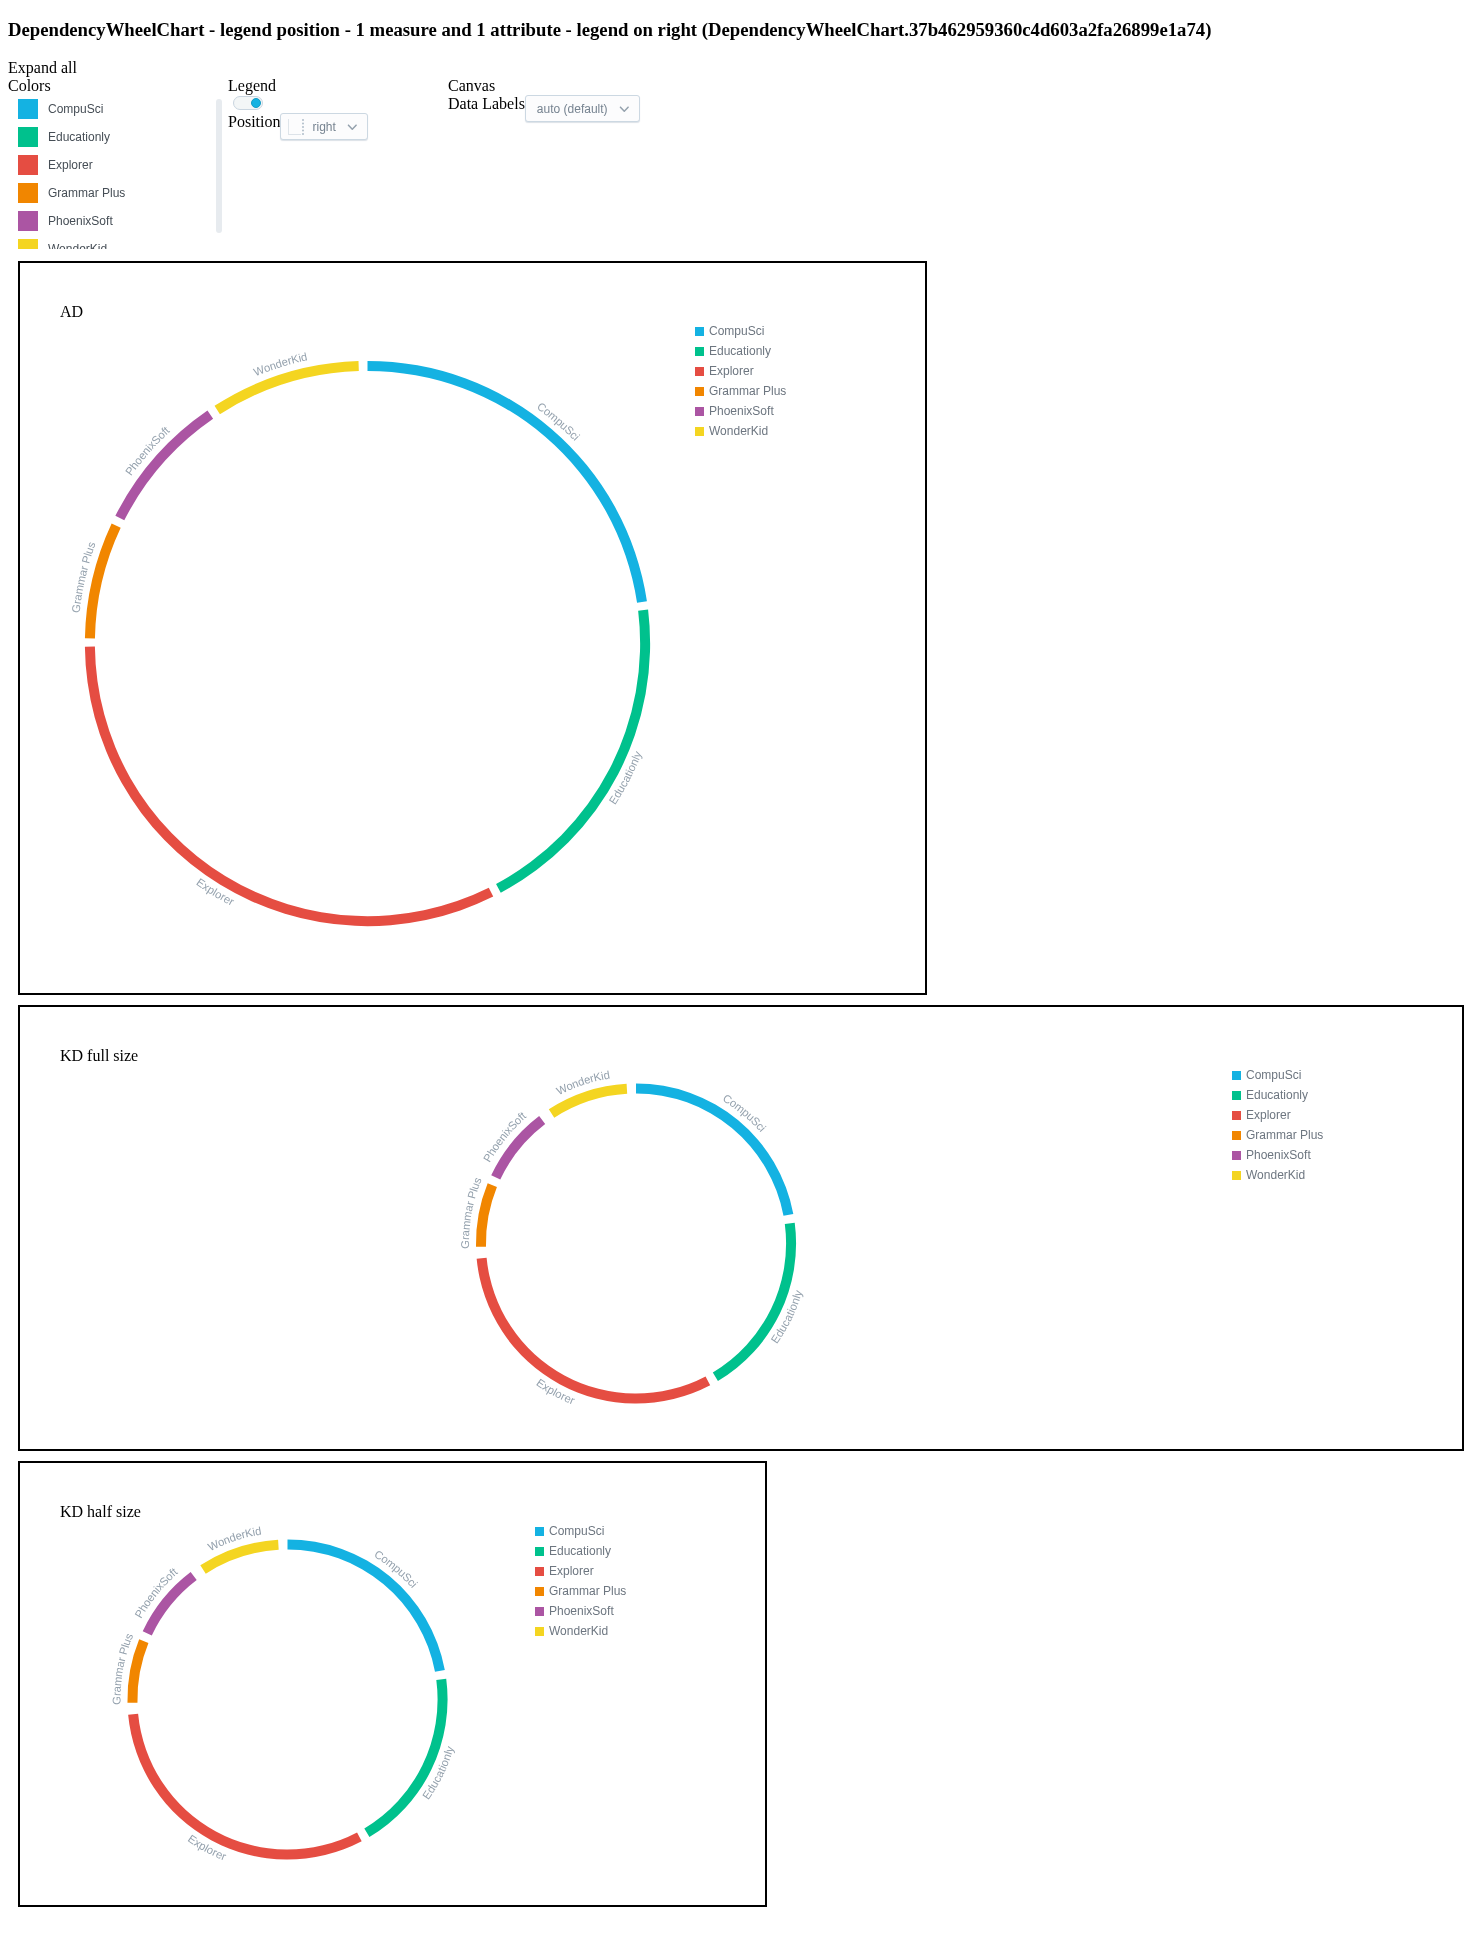 DependencyWheelChart - legend position - 1 measure and 1 attribute - legend on right (DependencyWheelChart.37b462959360c4d603a2fa26899e1a74)
Expand all
Colors
CompuSci
Educationly
Explorer
Grammar Plus
PhoenixSoft
WonderKid
Legend
Position right
Canvas
Data Labels auto (default)
AD
WonderKid
CompuSci
PhoenixSoft
Grammar Plus
Educationly
Explorer
CompuSci
Educationly
Explorer
Grammar Plus
PhoenixSoft
WonderKid
KD full size
WonderKid
CompuSci
PhoenixSoft
Grammar Plus
Educationly
Explorer
CompuSci
Educationly
Explorer
Grammar Plus
PhoenixSoft
WonderKid
KD half size
WonderKid
CompuSci
PhoenixSoft
Grammar Plus
Educationly
Explorer
CompuSci
Educationly
Explorer
Grammar Plus
PhoenixSoft
WonderKid